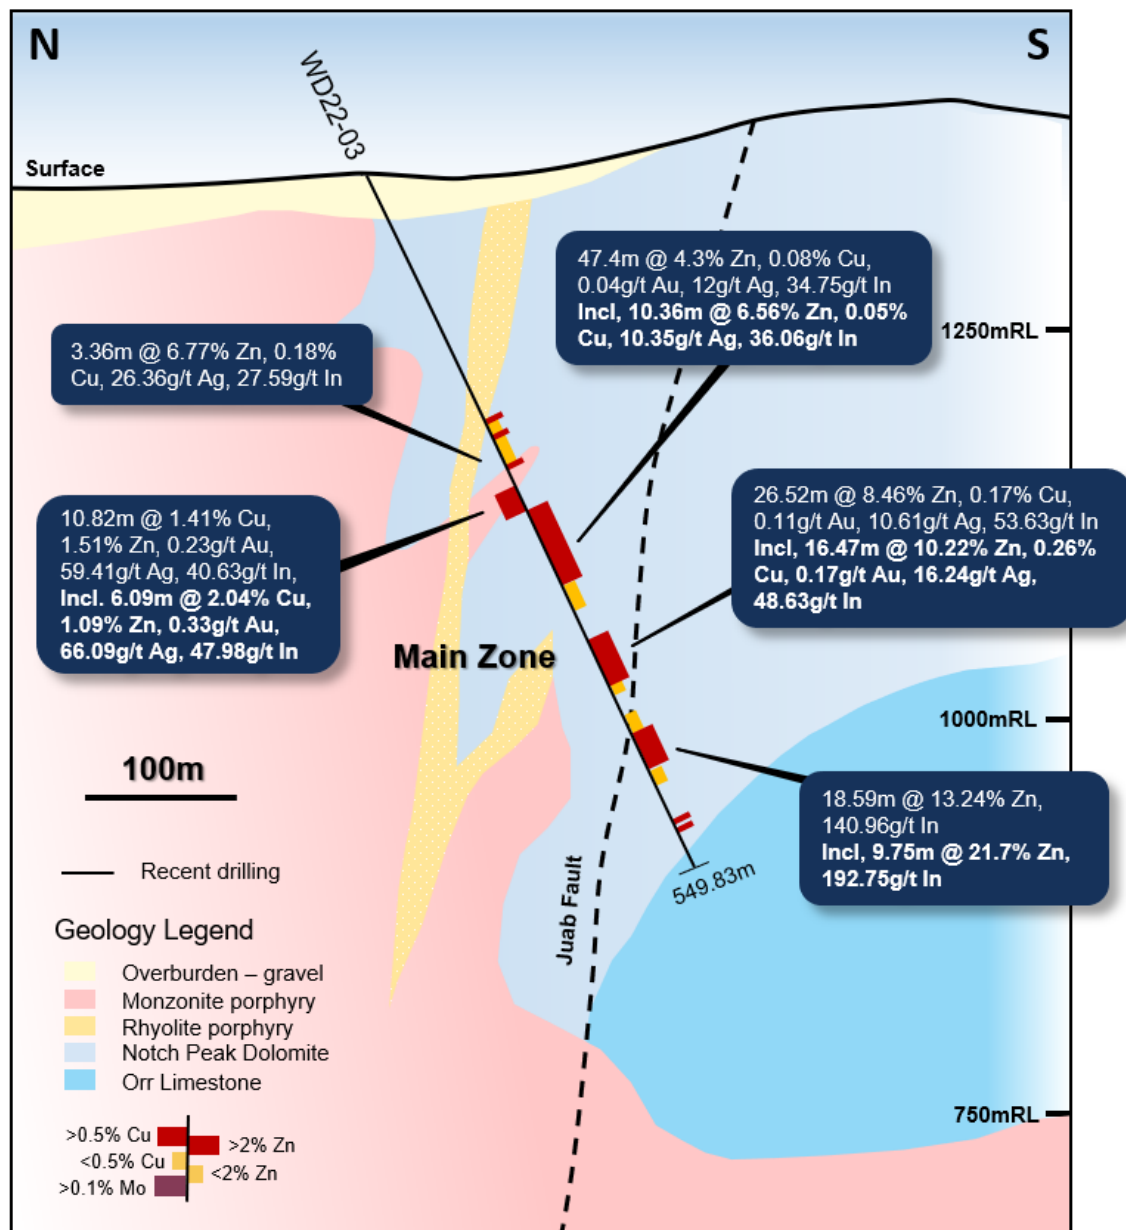 N
S
WD22-03
Surface
47.4m @ 4.3% Zn, 0.08% Cu,
0.04g/t Au, 12g/t Ag, 34.75g/t In
Incl, 10.36m @ 6.56% Zn, 0.05%
Cu, 10.35g/t Ag, 36.06g/t In
1250mRL
3.36m @ 6.77% Zn, 0.18%
Cu, 26.36g/t Ag, 27.59g/t In
26.52m @ 8.46% Zn, 0.17% Cu,
0.11g/t Au, 10.61g/t Ag, 53.63g/t In
Incl, 16.47m @ 10.22% Zn, 0.26%
Cu, 0.17g/t Au, 16.24g/t Ag,
48.63g/t In
10.82m @ 1.41% Cu,
1.51% Zn, 0.23g/t Au,
59.41g/t Ag, 40.63g/t In,
Incl. 6.09m @ 2.04% Cu,
1.09% Zn, 0.33g/t Au,
66.09g/t Ag, 47.98g/t In
Main Zone
1000mRL
100m
18.59m @ 13.24% Zn,
140.96g/t In
Incl, 9.75m @ 21.7% Zn,
192.75g/t In
549.83m
Juab Fault
Recent drilling
Geology Legend
Overburden – gravel
Monzonite porphyry
Rhyolite porphyry
Notch Peak Dolomite
Orr Limestone
750mRL
>0.5% Cu
>2% Zn
<0.5% Cu
<2% Zn
>0.1% Mo